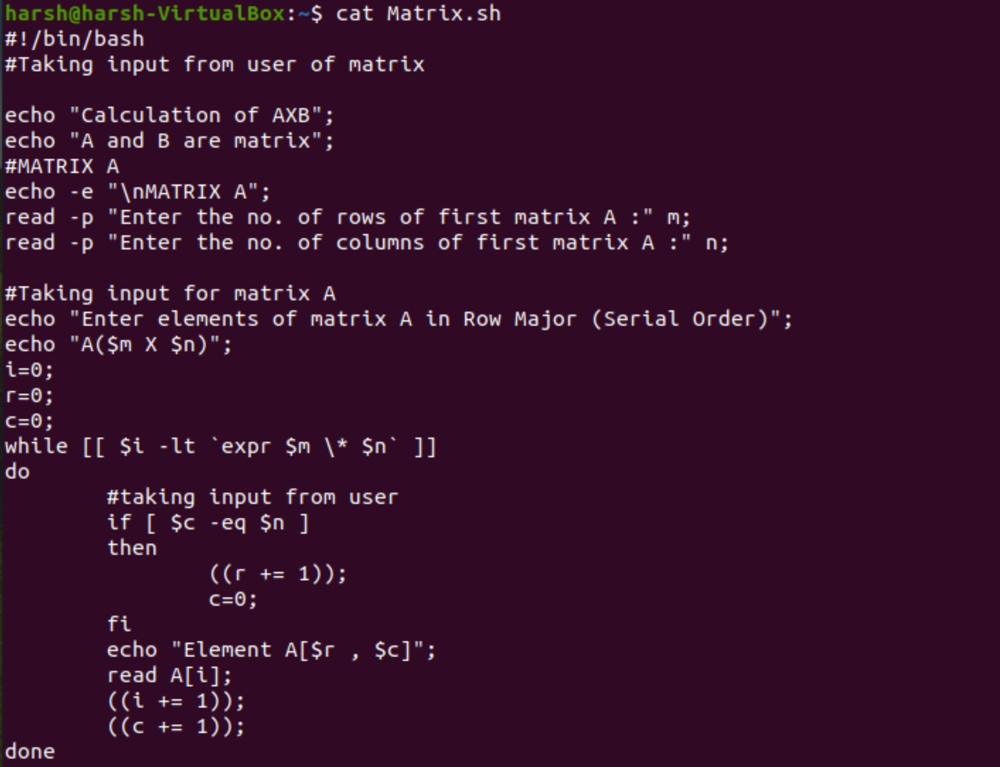 harsh@harsh-VirtualBox:~$ cat Matrix.sh
#!/bin/bash
#Taking input from user of matrix

echo "Calculation of AXB";
echo "A and B are matrix";
#MATRIX A
echo -e "\nMATRIX A";
read -p "Enter the no. of rows of first matrix A :" m;
read -p "Enter the no. of columns of first matrix A :" n;

#Taking input for matrix A
echo "Enter elements of matrix A in Row Major (Serial Order)";
echo "A($m X $n)";
i=0;
r=0;
c=0;
while [[ $i -lt `expr $m \* $n` ]]
do
        #taking input from user
        if [ $c -eq $n ]
        then
                ((r += 1));
                c=0;
        fi
        echo "Element A[$r , $c]";
        read A[i];
        ((i += 1));
        ((c += 1));
done